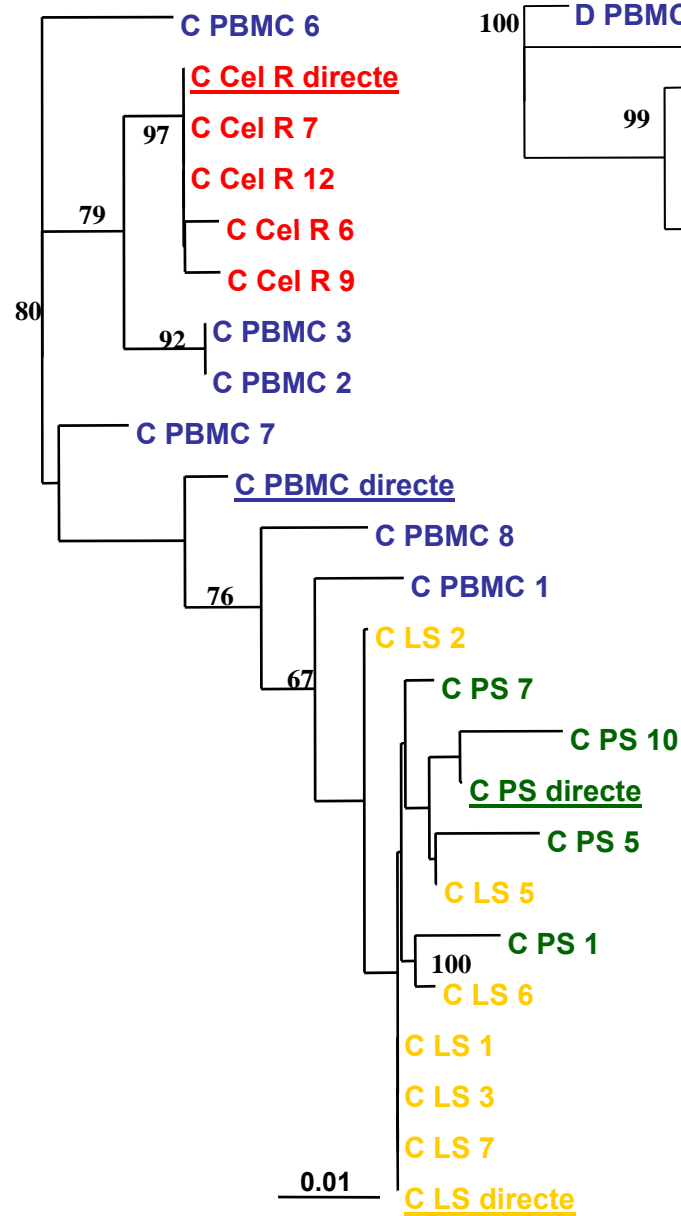 C PBMC 6
100
D PBMC
C Cel R directe
C Cel R 7
97
99
C Cel R 12
79
C Cel R 6
C Cel R 9
80
C PBMC 3
92
C PBMC 2
C PBMC 7
C PBMC directe
C PBMC 8
76
C PBMC 1
C LS 2
67
C PS 7
C PS 10
C PS directe
C PS 5
C LS 5
C PS 1
100
C LS 6
C LS 1
C LS 3
C LS 7
0.01
C LS directe